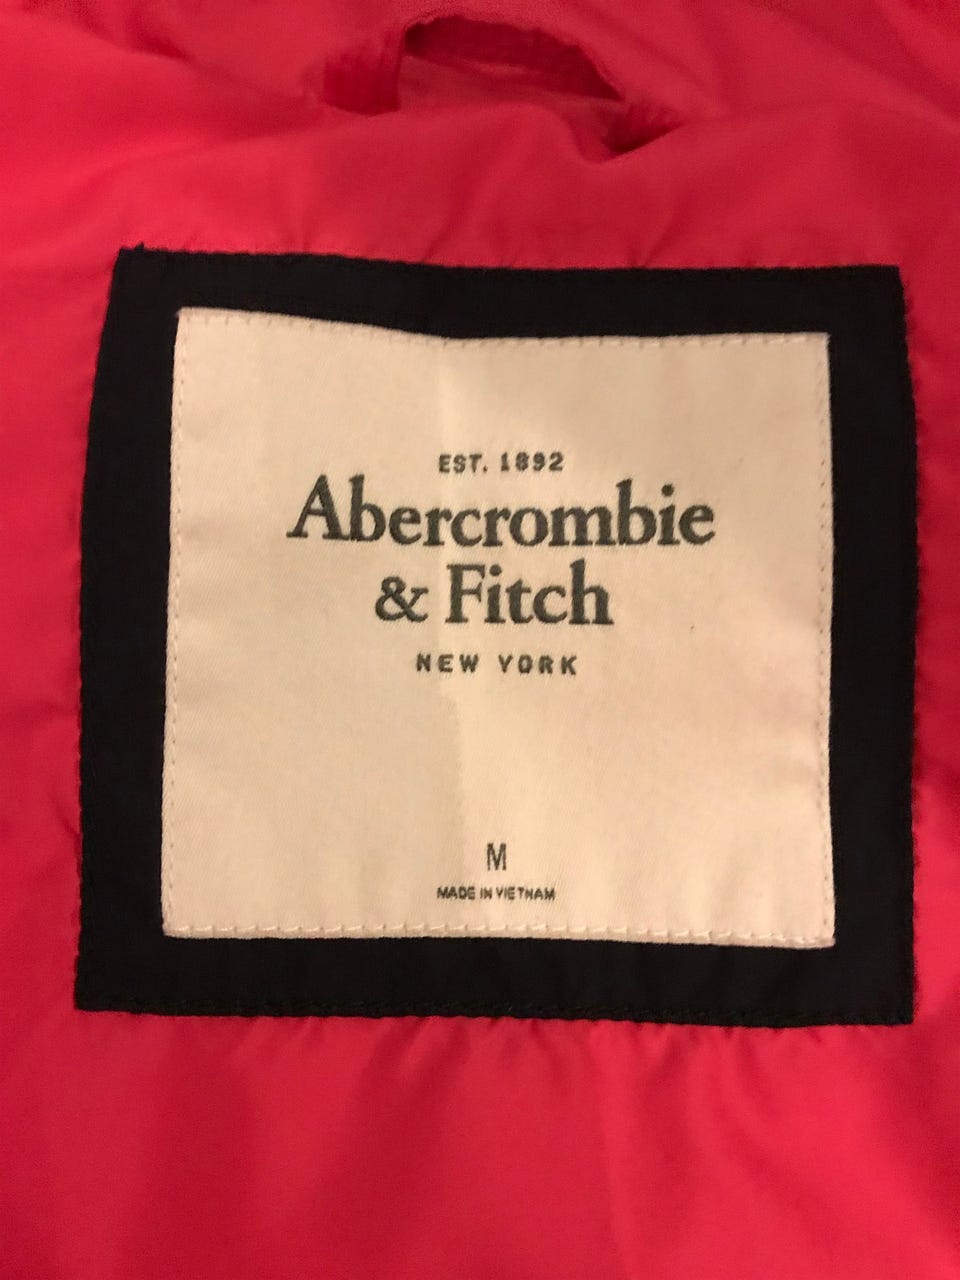 EST. 1892
Abercrombie
& Fitch
NEW YORK
M
MADE IN VIETNAM